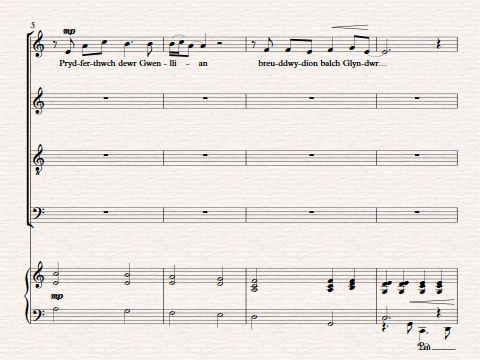 5
mp
Pryd-fer-thwch dewr Gwen - lli - an breu-ddwy-dion balch Glyn-dwr
mp
Ped.